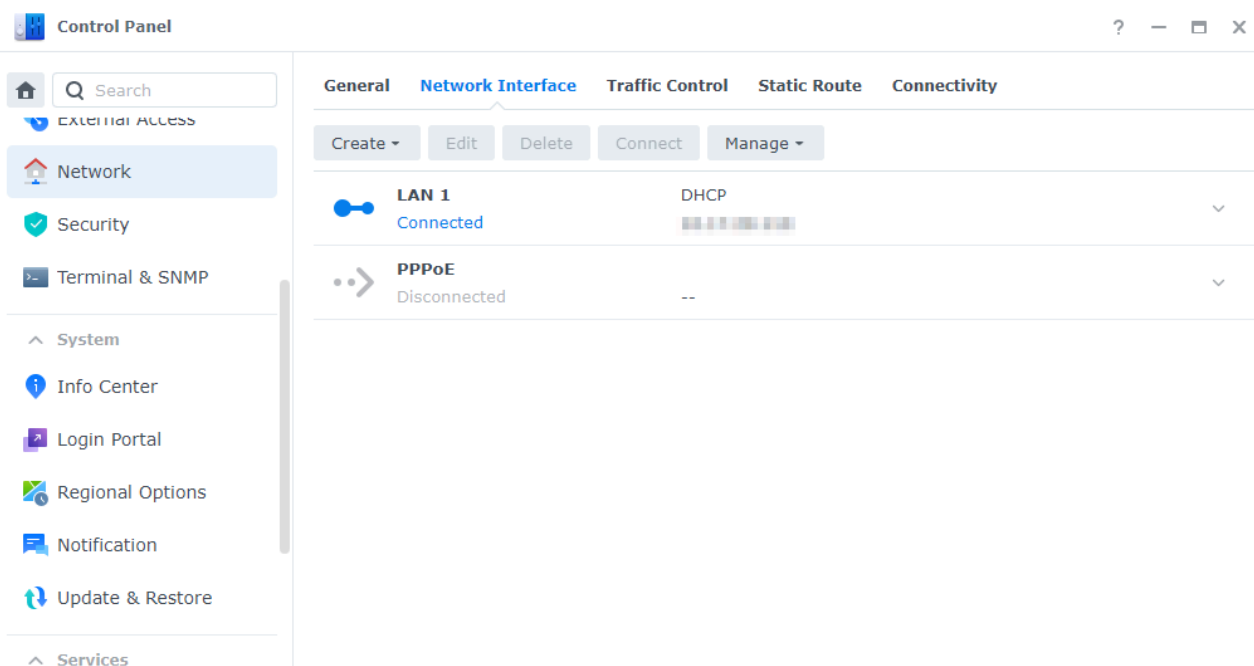 Control Panel
?
Search
External Access
Network
Security
Terminal & SNMP
System
Info Center
Login Portal
Regional Options
Notification
Update & Restore
Services
General Network Interface Traffic Control Static Route Connectivity
Create Edit Delete Connect Manage
LAN 1 DHCP
Connected
PPPoE
Disconnected --